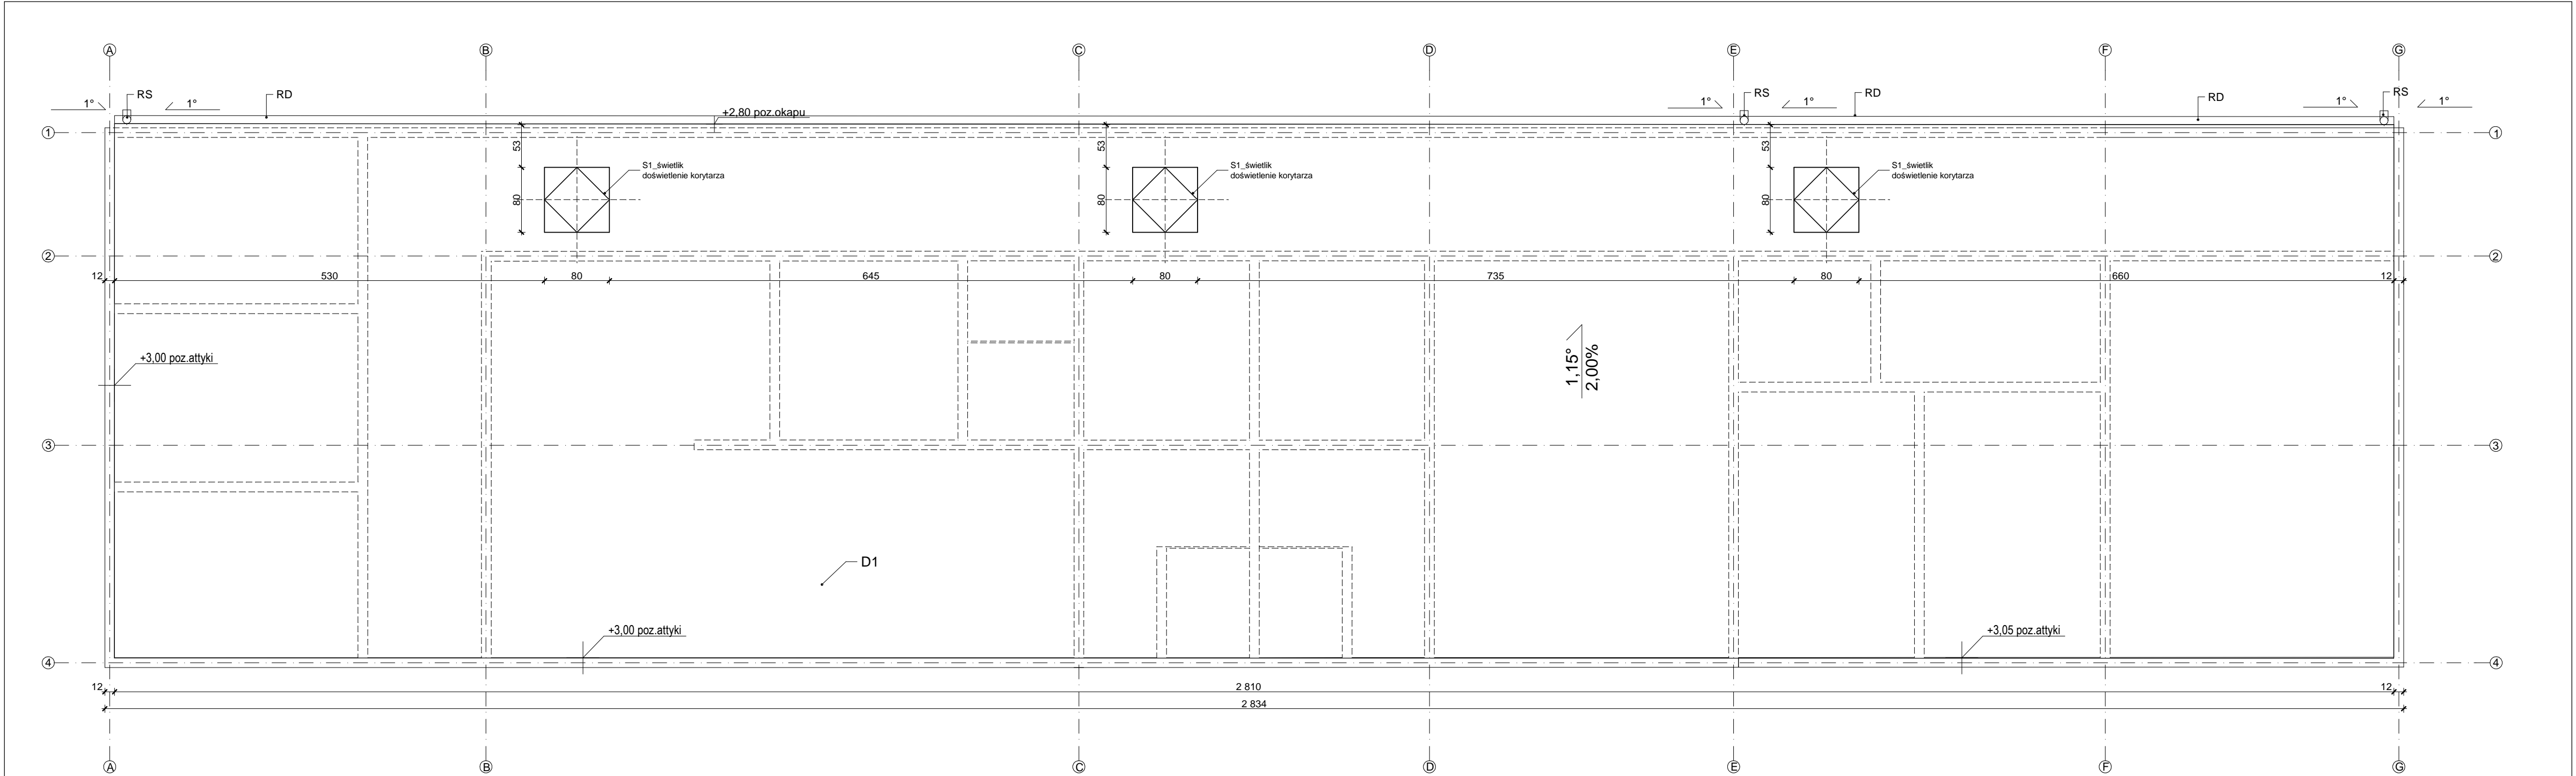 A B C D E F G
1° RS 1° RD
+2,80 poz.okapu
1° RS 1° RD
RD
1° RS 1°
1 1
53 53 53
S1_świetlik
doświetlenie korytarza
S1_świetlik
doświetlenie korytarza
S1_świetlik
doświetlenie korytarza
80 80 80
2 2
12 530 80 645 80 735 80 660 12
+3,00 poz.attyki
1,15°
2,00%
3 3
D1
+3,00 poz.attyki
+3,05 poz.attyki
4 4
12 2 810 12
2 834
A B C D E F G